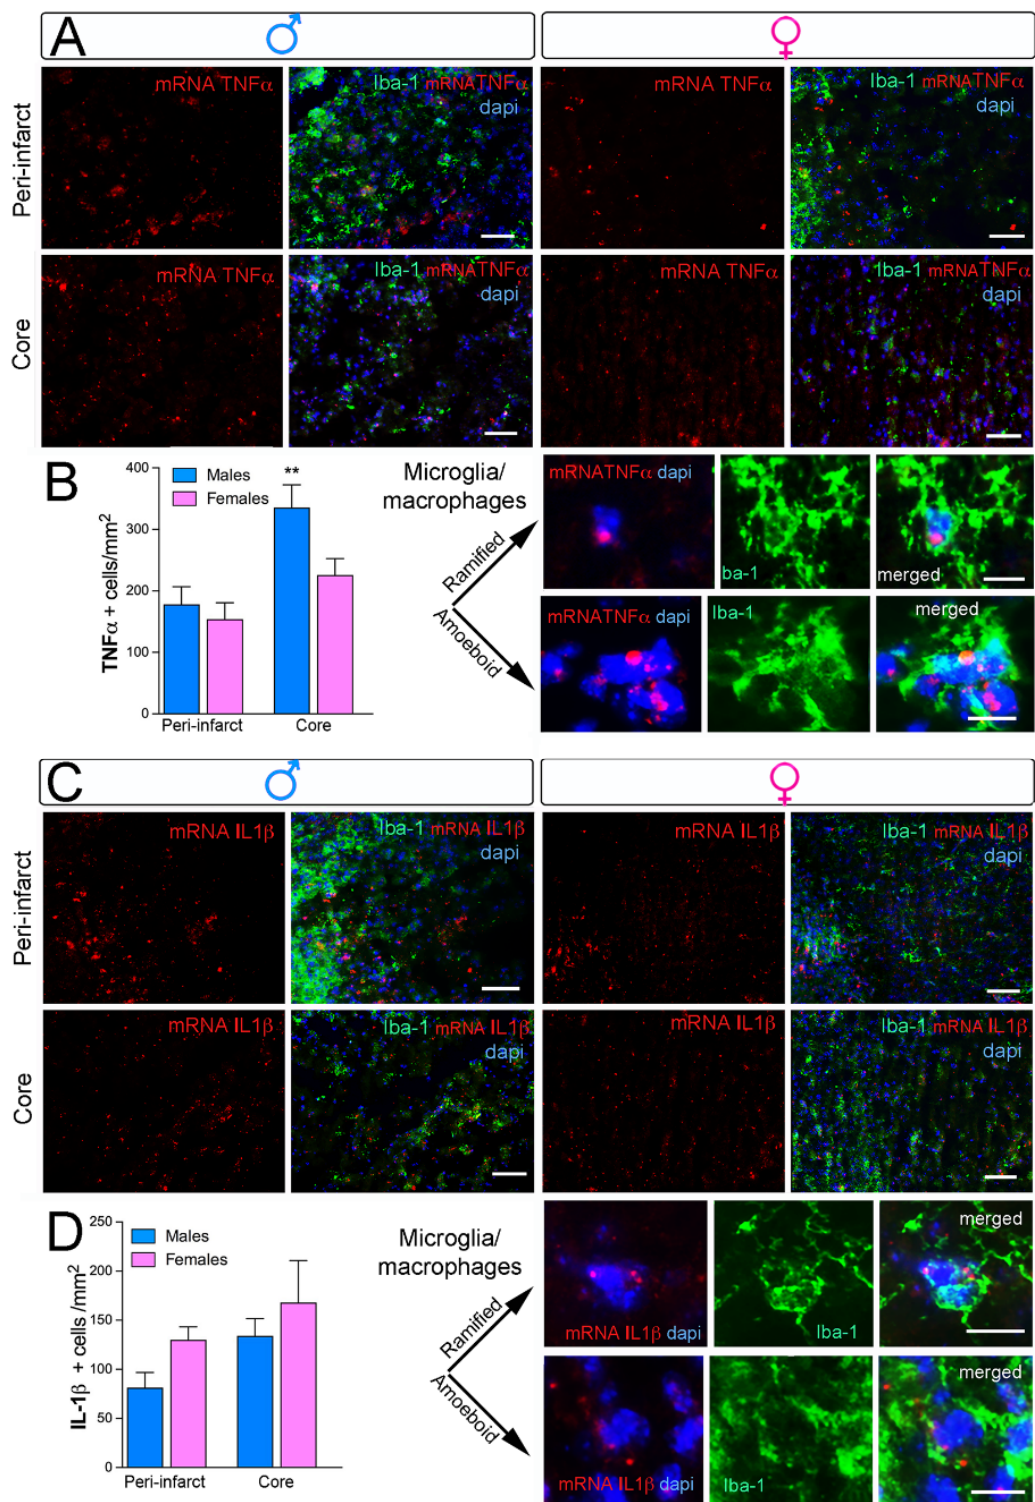 A
Peri-infarct
mRNA TNFα
Iba-1 mRNATNFα
dapi
mRNA TNFα
Iba-1 mRNATNFα
dapi
Core
mRNA TNFα
Iba-1 mRNATNFα
dapi
mRNA TNFα
Iba-1 mRNATNFα
dapi
B
TNFα + cells/mm²
400
300
200
100
0
Males
Females
**
Peri-infarct
Core
Microglia/
macrophages
Ramified
Amoeboid
mRNATNFα dapi
ba-1
merged
mRNATNFα dapi
Iba-1
merged
C
Peri-infarct
mRNA IL1β
Iba-1 mRNA IL1β
dapi
mRNA IL1β
Iba-1 mRNA IL1β
dapi
Core
mRNA IL1β
Iba-1 mRNA IL1β
dapi
mRNA IL1β
Iba-1 mRNA IL1β
dapi
D
IL-1β + cells /mm²
250
200
150
100
50
0
Males
Females
Peri-infarct
Core
Microglia/
macrophages
Ramified
Amoeboid
mRNA IL1β dapi
Iba-1
merged
mRNA IL1β dapi
Iba-1
merged